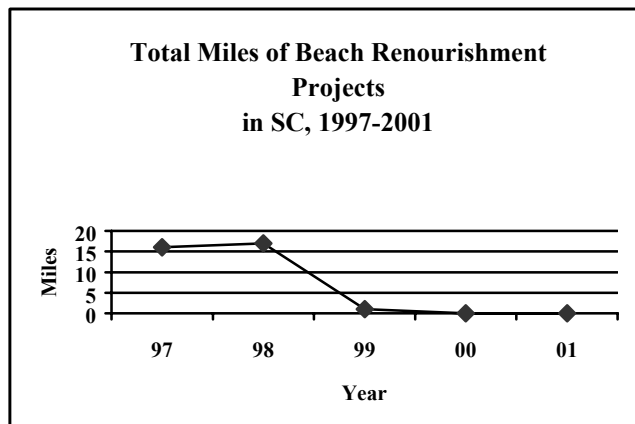 Total Miles of Beach Renourishment
Projects
in SC, 1997-2001
20
15
10
5
0
Miles
97 98 99 00 01
Year